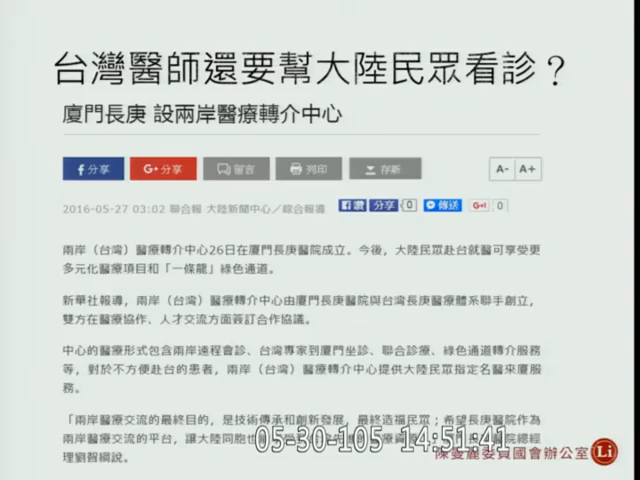 台灣醫師還要幫大陸民眾看診？
廈門長庚 設兩岸醫療轉介中心
f 分享
G+ 分享
留言
列印
存新
A- A+
2016-05-27 03:02 聯合報 大陸新聞中心／綜合報導
讚 分享 0 傳送 G+1 0
兩岸（台灣）醫療轉介中心26日在廈門長庚醫院成立。今後，大陸民眾赴台就醫可享受更
多元化醫療項目和「一條龍」綠色通道。
新華社報導，兩岸（台灣）醫療轉介中心由廈門長庚醫院與台灣長庚醫療體系聯手創立，
雙方在醫療協作、人才交流方面簽訂合作協議。
中心的醫療形式包含兩岸遠程會診、台灣專家到廈門坐診、聯合診療、綠色通道轉介服務
等，對於不方便赴台的患者，兩岸（台灣）醫療轉介中心提供大陸民眾指定名醫來廈服
務。
「兩岸醫療交流的最終目的，是技術傳承和創新發展，最終造福民眾；希望長庚醫院作為
兩岸醫療交流的平台，讓大陸同胞也
醫院總經
理劉智綱說。
05-30-105 14:51:41
陳曼麗委員國會辦公室
Li